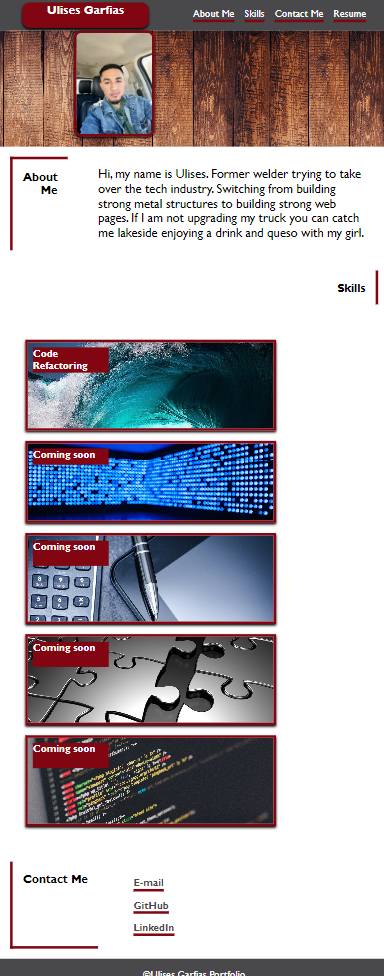 Ulises Garfias
About Me Skills Contact Me Resume
About
Me
Hi, my name is Ulises. Former welder trying to take
over the tech industry. Switching from building
strong metal structures to building strong web
pages. If I am not upgrading my truck you can catch
me lakeside enjoying a drink and queso with my girl.
Skills
Code
Refactoring
Coming soon
Coming soon
Coming soon
Coming soon
Contact Me
E-mail
GitHub
LinkedIn
©Ulises Garfias Portfolio